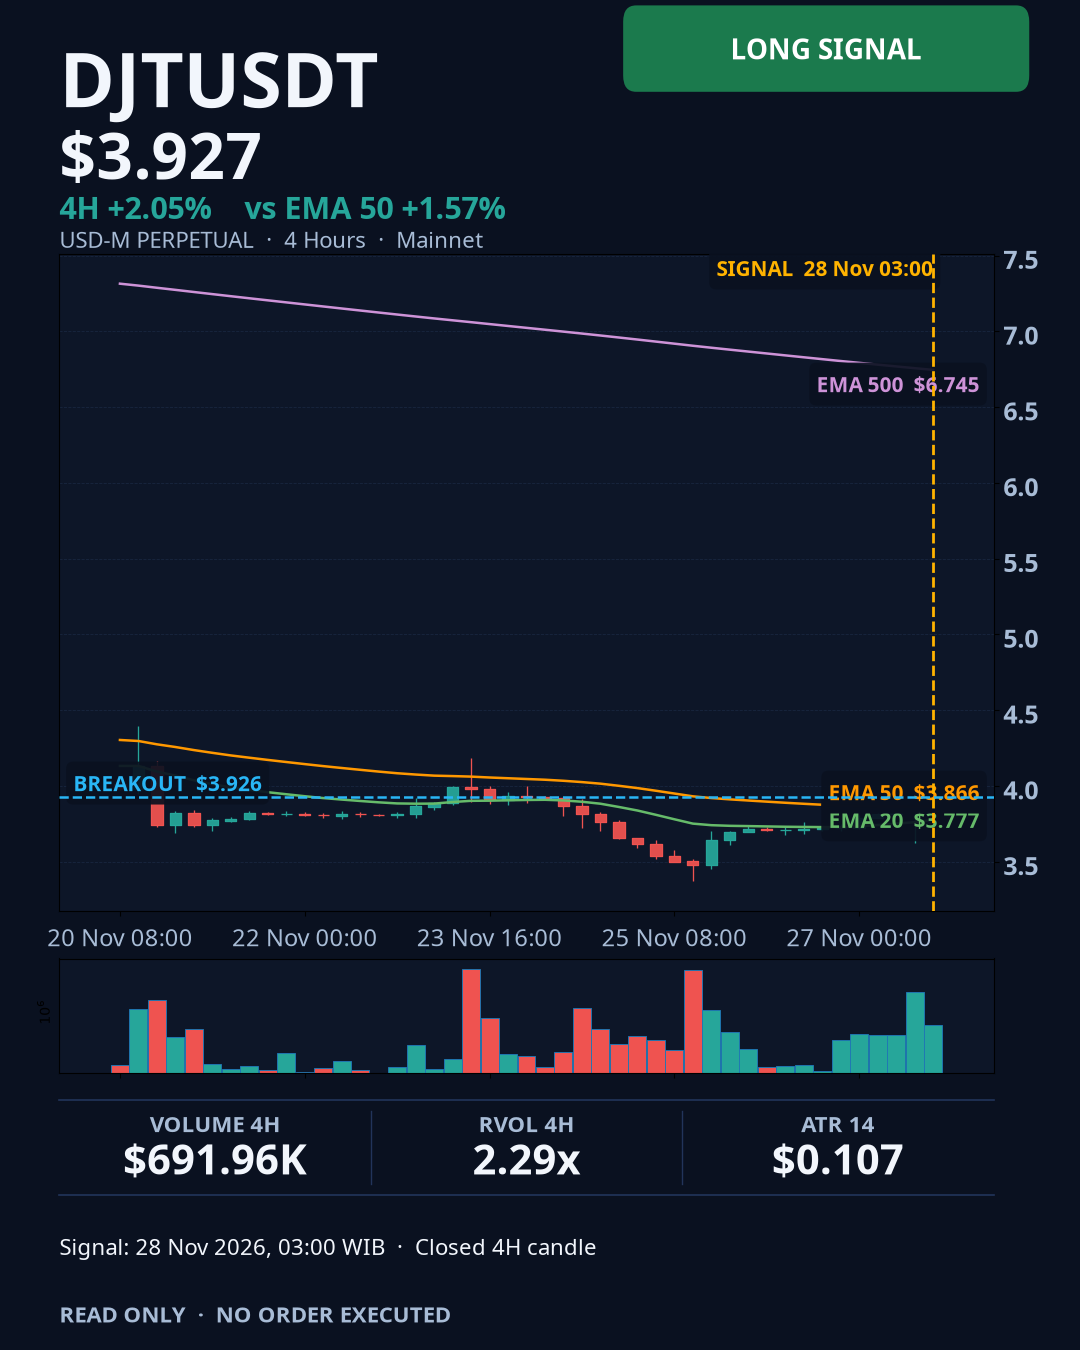 LONG SIGNAL
DJTUSDT
$3.927
4H +2.05% vs EMA 50 +1.57%
USD-M PERPETUAL · 4 Hours · Mainnet
SIGNAL 28 Nov 03:00
7.5
7.0
EMA 500 $6.745
6.5
6.0
5.5
5.0
4.5
BREAKOUT $3.926
4.0
EMA 50 $3.866
EMA 20 $3.777
3.5
20 Nov 08:00 22 Nov 00:00 23 Nov 16:00 25 Nov 08:00 27 Nov 00:00
10⁶
VOLUME 4H RVOL 4H ATR 14
$691.96K 2.29x $0.107
Signal: 28 Nov 2026, 03:00 WIB · Closed 4H candle
READ ONLY · NO ORDER EXECUTED